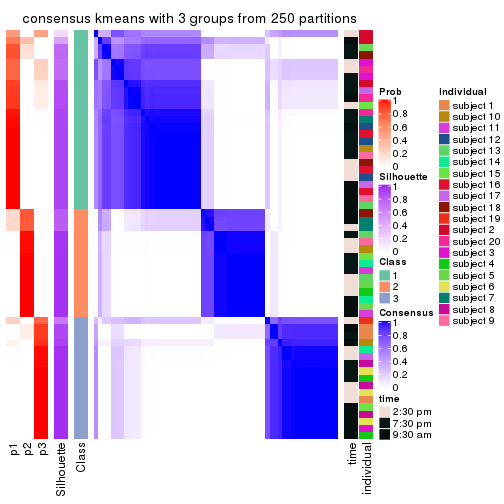 consensus kmeans with 3 groups from 250 partitions
Prob
1
0.8
0.6
0.4
0.2
0
Silhouette
1
0.8
0.6
0.4
0.2
0
Class
1
2
3
Consensus
1
0.8
0.6
0.4
0.2
0
time
2:30 pm
7:30 pm
9:30 am
individual
subject 1
subject 10
subject 11
subject 12
subject 13
subject 14
subject 15
subject 16
subject 17
subject 18
subject 19
subject 2
subject 20
subject 3
subject 4
subject 5
subject 6
subject 7
subject 8
subject 9
p1
p2
p3
Silhouette
Class
time
individual